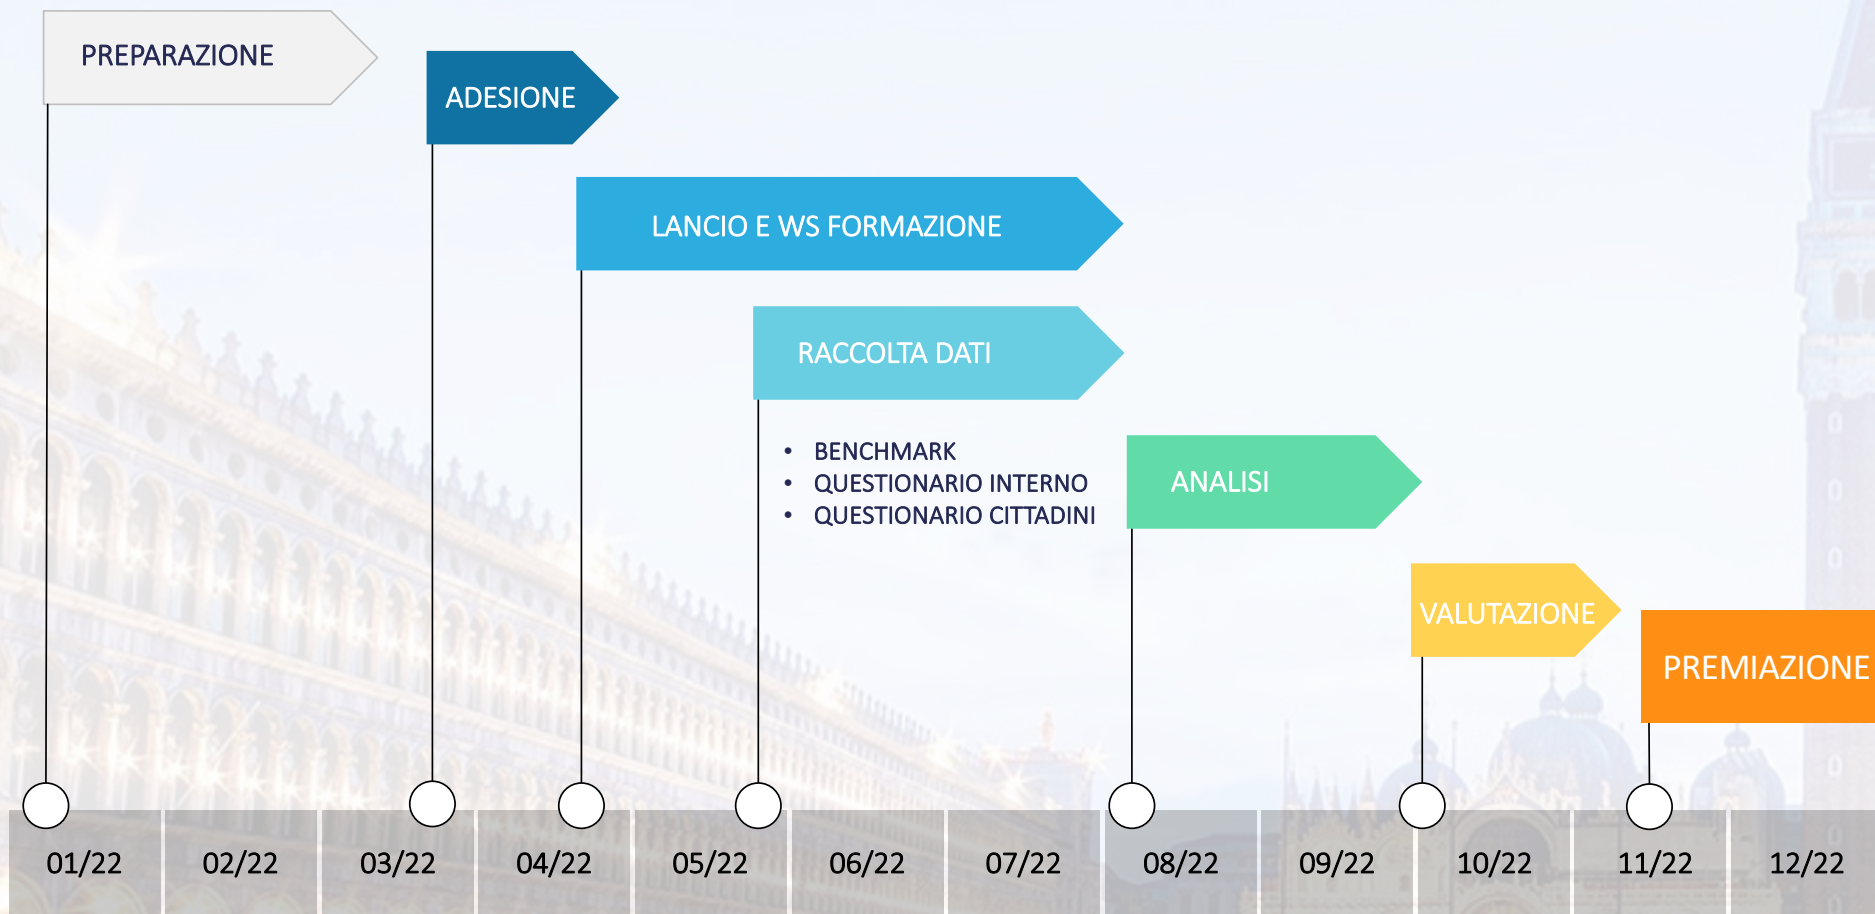 PREPARAZIONE
ADESIONE
LANCIO E WS FORMAZIONE
RACCOLTA DATI
• BENCHMARK
• QUESTIONARIO INTERNO
• QUESTIONARIO CITTADINI
ANALISI
VALUTAZIONE
PREMIAZIONE
01/22 02/22 03/22 04/22 05/22 06/22 07/22 08/22 09/22 10/22 11/22 12/22